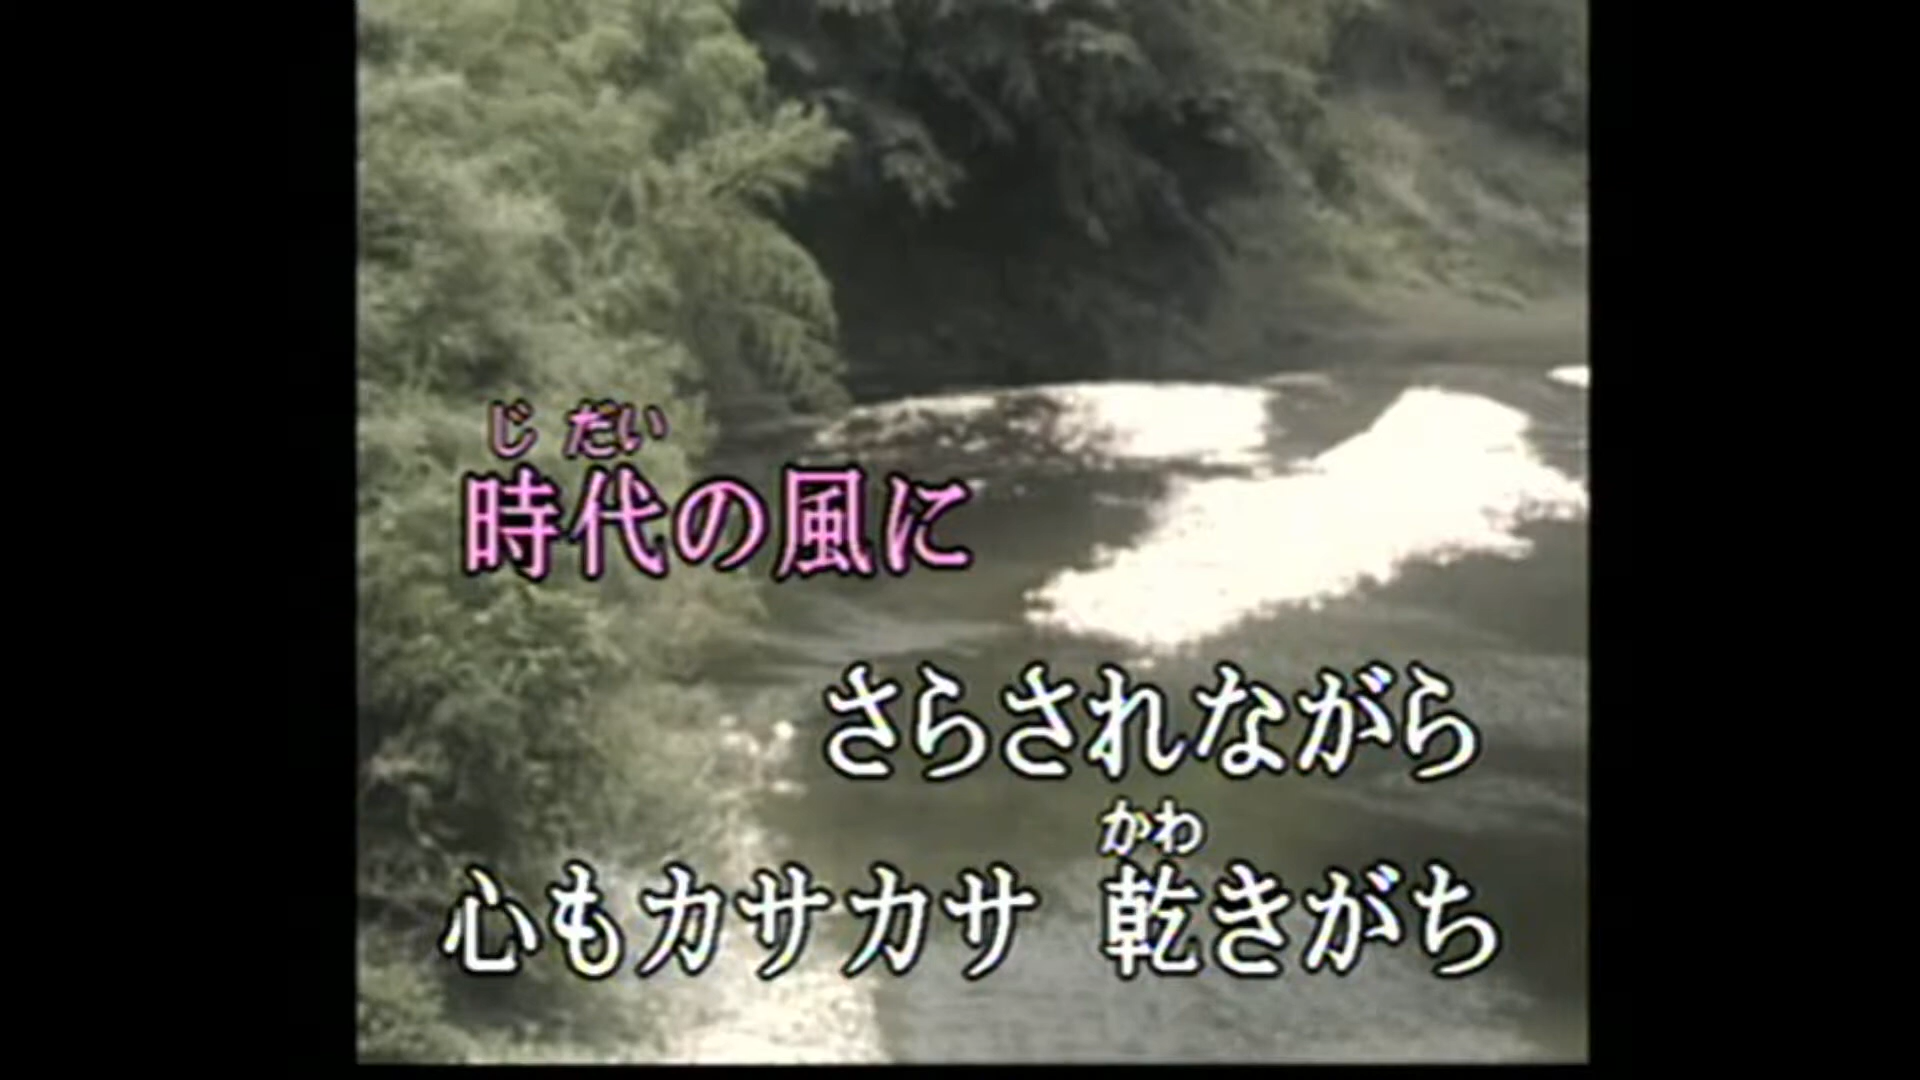 じだい
時代の風に
さらされながら
かわ
心もカサカサ 乾きがち